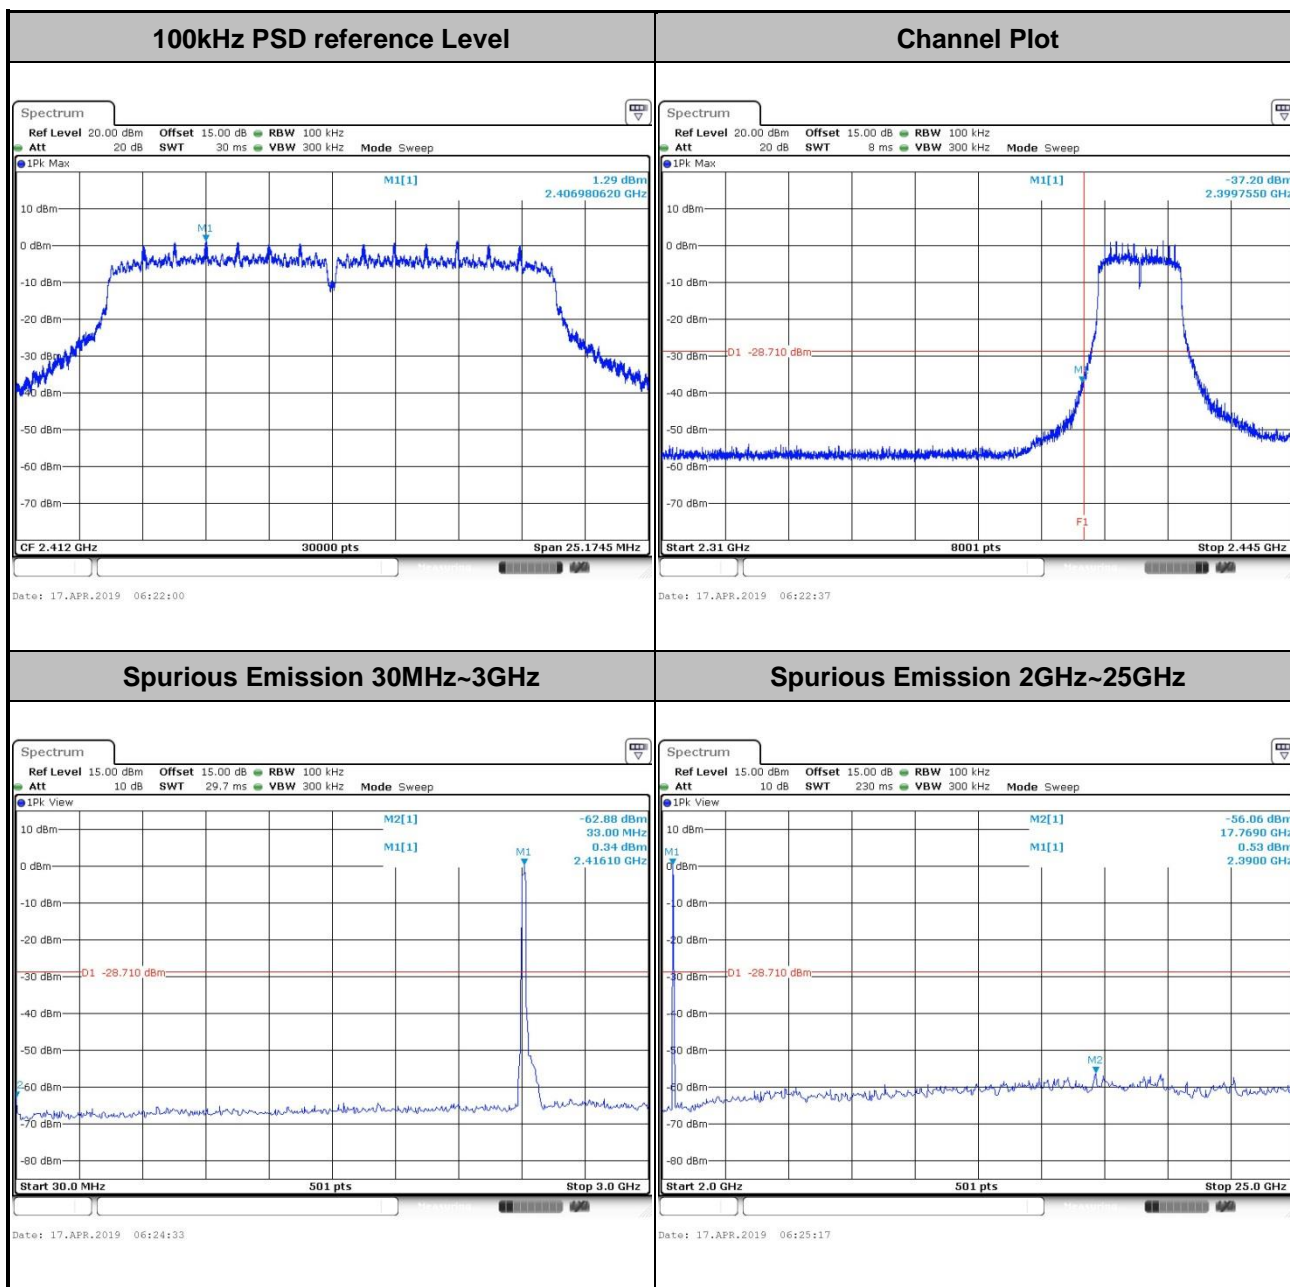 100kHz PSD reference Level
Channel Plot
Spectrum
Ref Level 20.00 dBm Offset 15.00 dB RBW 100 kHz
Att 20 dB SWT 30 ms VBW 300 kHz Mode Sweep
1Pk Max
M1[1] 1.29 dBm
2.406980620 GHz
10 dBm
M1
0 dBm
-10 dBm
-20 dBm
-30 dBm
-40 dBm
-50 dBm
-60 dBm
-70 dBm
CF 2.412 GHz 30000 pts Span 25.1745 MHz
Date: 17.APR.2019 06:22:00
Spectrum
Ref Level 20.00 dBm Offset 15.00 dB RBW 100 kHz
Att 20 dB SWT 8 ms VBW 300 kHz Mode Sweep
1Pk Max
M1[1] -37.20 dBm
2.3997550 GHz
10 dBm
0 dBm
-10 dBm
-20 dBm
-30 dBm
D1 -28.710 dBm
-40 dBm
-50 dBm
-60 dBm
-70 dBm
F1
Start 2.31 GHz 8001 pts Stop 2.445 GHz
Date: 17.APR.2019 06:22:37
Spurious Emission 30MHz~3GHz
Spurious Emission 2GHz~25GHz
Spectrum
Ref Level 15.00 dBm Offset 15.00 dB RBW 100 kHz
Att 10 dB SWT 29.7 ms VBW 300 kHz Mode Sweep
1Pk View
M2[1] -62.88 dBm
33.00 MHz
M1[1] 0.34 dBm
2.41610 GHz
10 dBm
M1
0 dBm
-10 dBm
-20 dBm
-30 dBm
D1 -28.710 dBm
-40 dBm
-50 dBm
-60 dBm
-70 dBm
-80 dBm
Start 30.0 MHz 501 pts Stop 3.0 GHz
Date: 17.APR.2019 06:24:33
Spectrum
Ref Level 15.00 dBm Offset 15.00 dB RBW 100 kHz
Att 10 dB SWT 230 ms VBW 300 kHz Mode Sweep
1Pk View
M2[1] -56.06 dBm
17.7690 GHz
M1[1] 0.53 dBm
2.3900 GHz
10 dBm
M1
0 dBm
-10 dBm
-20 dBm
-30 dBm
D1 -28.710 dBm
-40 dBm
-50 dBm
M2
-60 dBm
-70 dBm
-80 dBm
Start 2.0 GHz 501 pts Stop 25.0 GHz
Date: 17.APR.2019 06:25:17